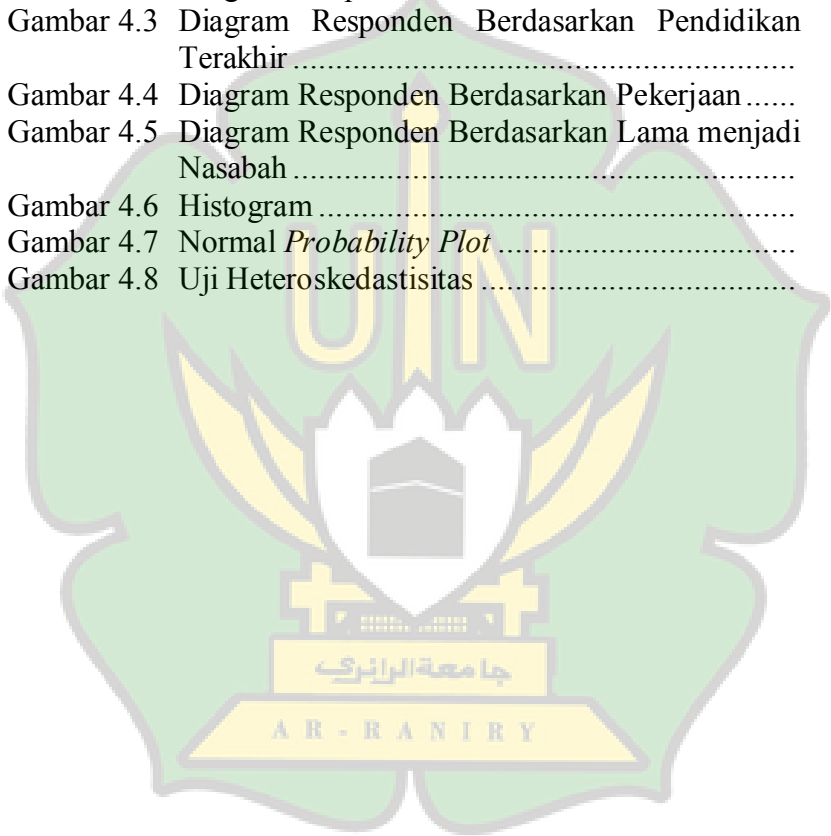 Gambar 4.3 Diagram Responden Berdasarkan Pendidikan
Terakhir ........................................................
Gambar 4.4 Diagram Responden Berdasarkan Pekerjaan ......
Gambar 4.5 Diagram Responden Berdasarkan Lama menjadi
Nasabah ........................................................
Gambar 4.6 Histogram .....................................................
Gambar 4.7 Normal Probability Plot .................................
Gambar 4.8 Uji Heteroskedastisitas ...................................
UIN
جامعة الرانري
AR-RANIRY